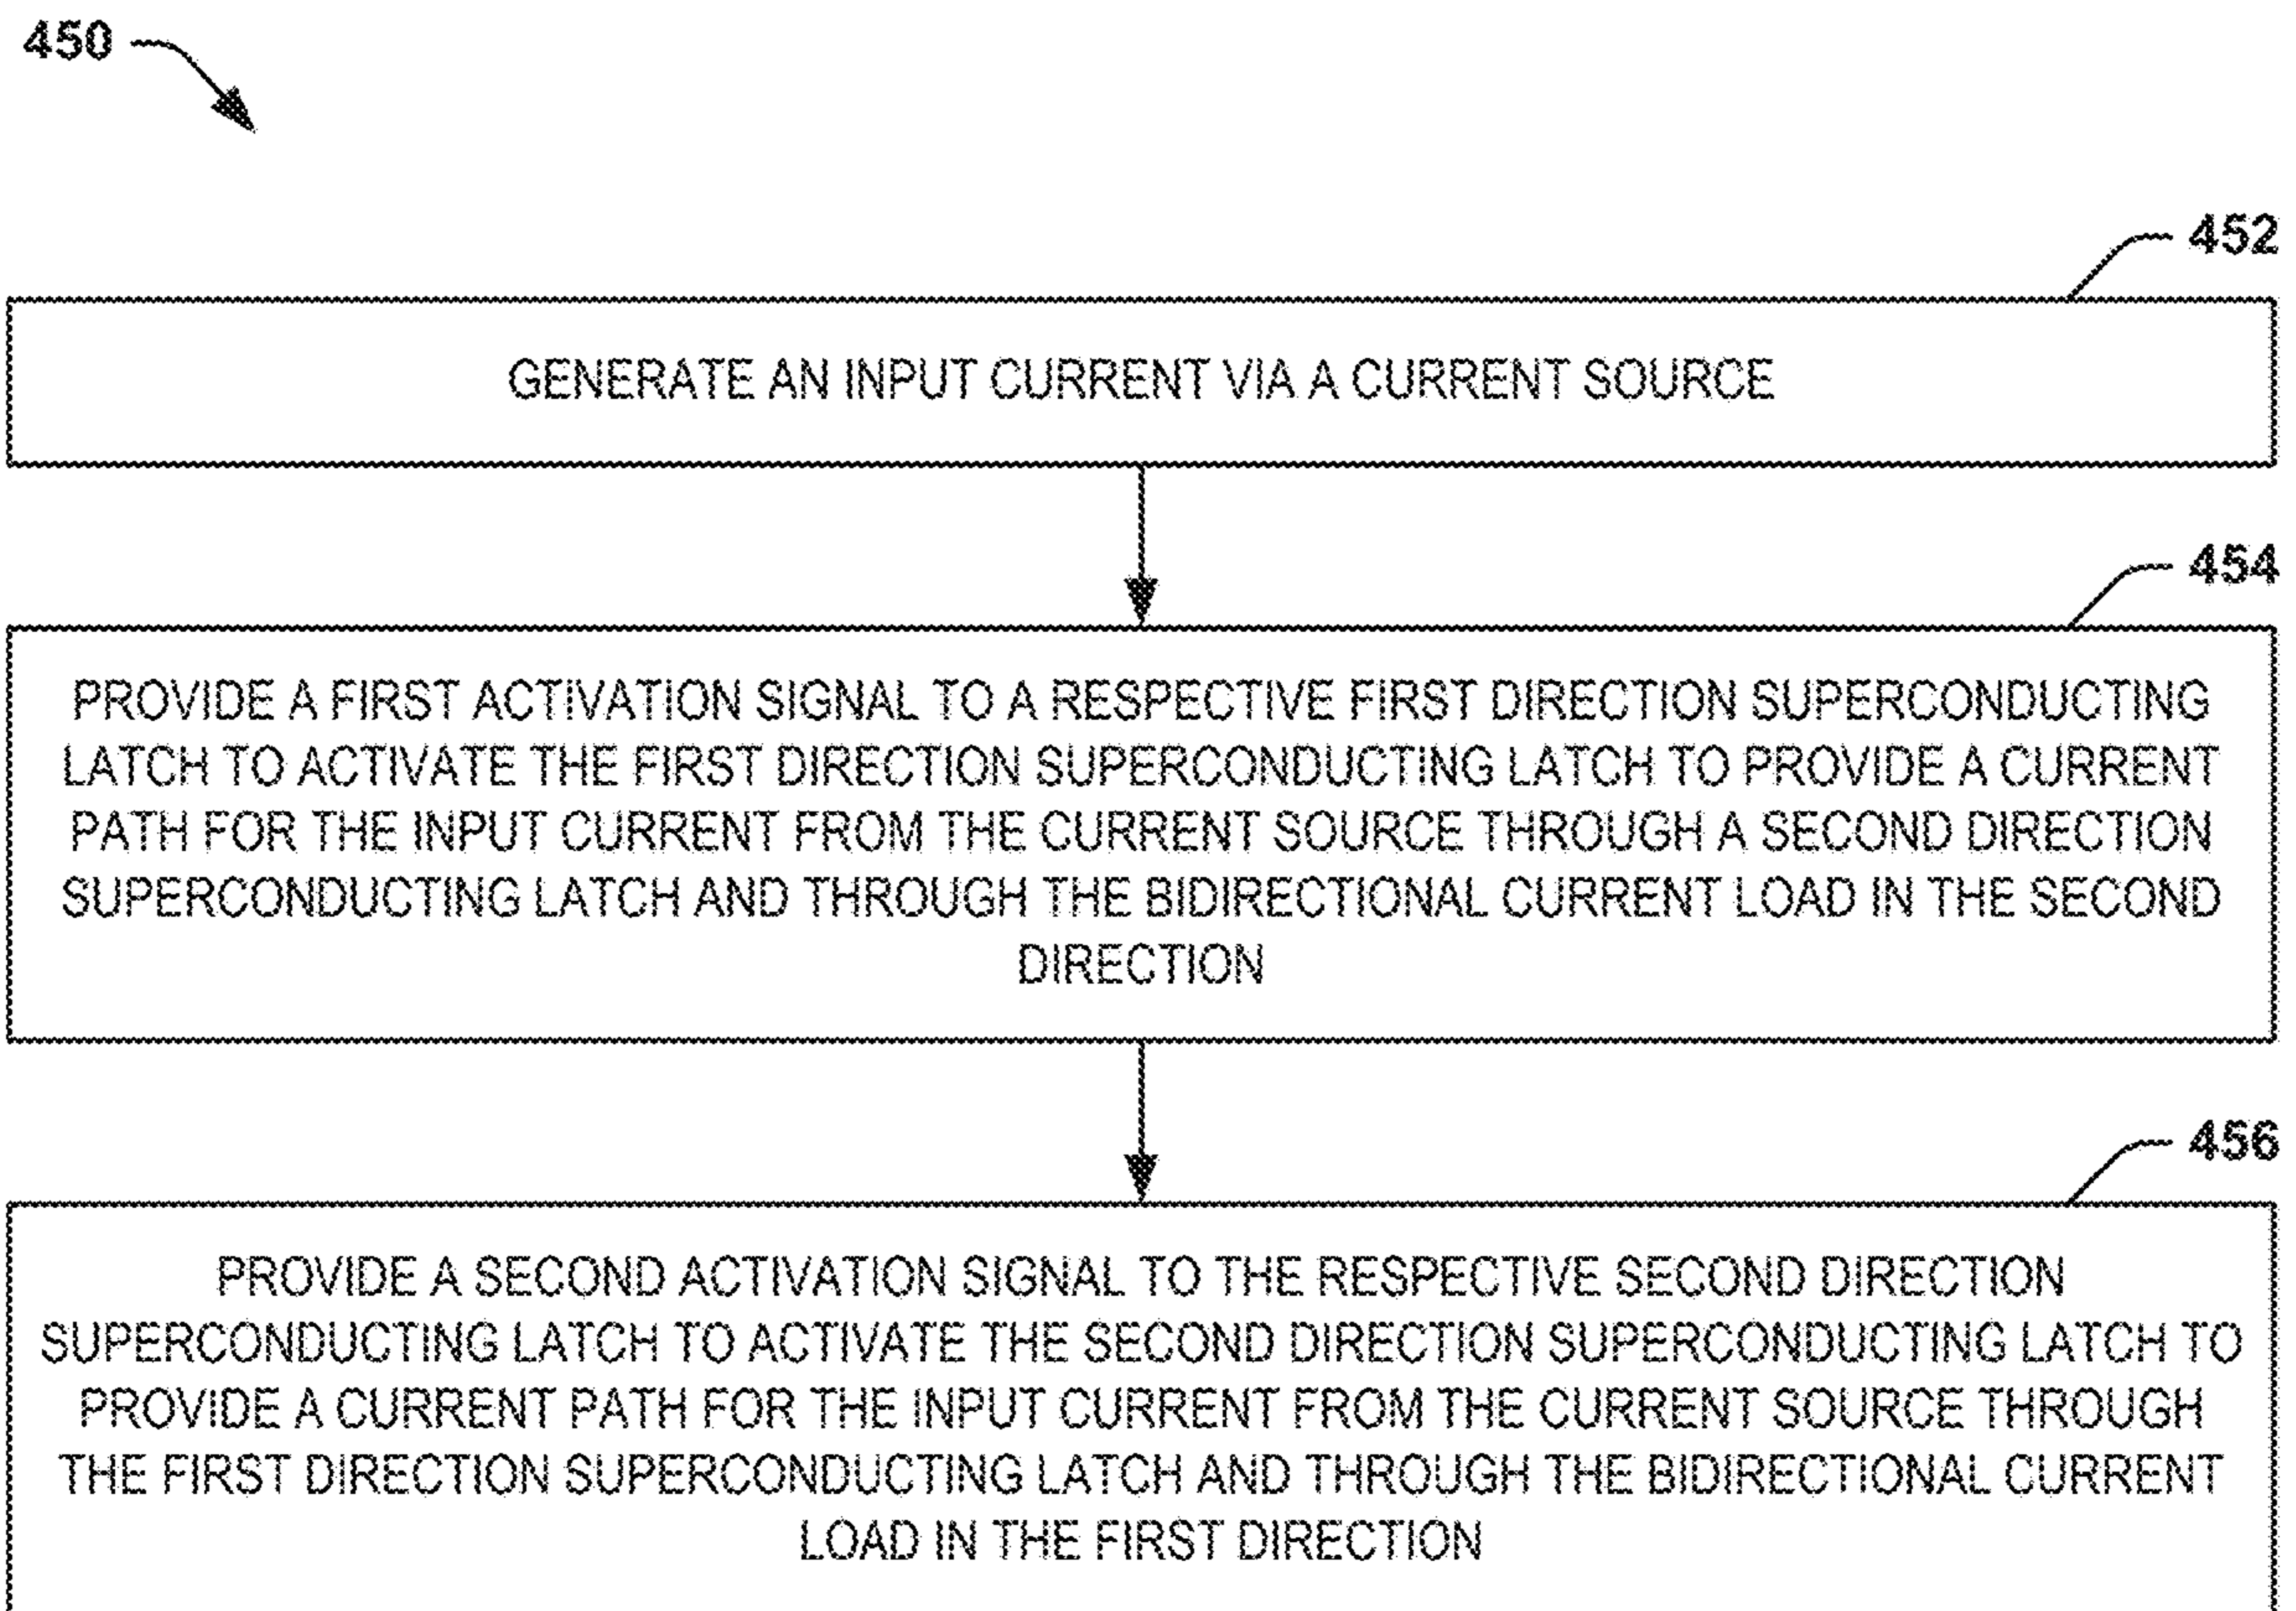 450
452
GENERATE AN INPUT CURRENT VIA A CURRENT SOURCE
454
PROVIDE A FIRST ACTIVATION SIGNAL TO A RESPECTIVE FIRST DIRECTION SUPERCONDUCTING
LATCH TO ACTIVATE THE FIRST DIRECTION SUPERCONDUCTING LATCH TO PROVIDE A CURRENT
PATH FOR THE INPUT CURRENT FROM THE CURRENT SOURCE THROUGH A SECOND DIRECTION
SUPERCONDUCTING LATCH AND THROUGH THE BIDIRECTIONAL CURRENT LOAD IN THE SECOND
DIRECTION
456
PROVIDE A SECOND ACTIVATION SIGNAL TO THE RESPECTIVE SECOND DIRECTION
SUPERCONDUCTING LATCH TO ACTIVATE THE SECOND DIRECTION SUPERCONDUCTING LATCH TO
PROVIDE A CURRENT PATH FOR THE INPUT CURRENT FROM THE CURRENT SOURCE THROUGH
THE FIRST DIRECTION SUPERCONDUCTING LATCH AND THROUGH THE BIDIRECTIONAL CURRENT
LOAD IN THE FIRST DIRECTION